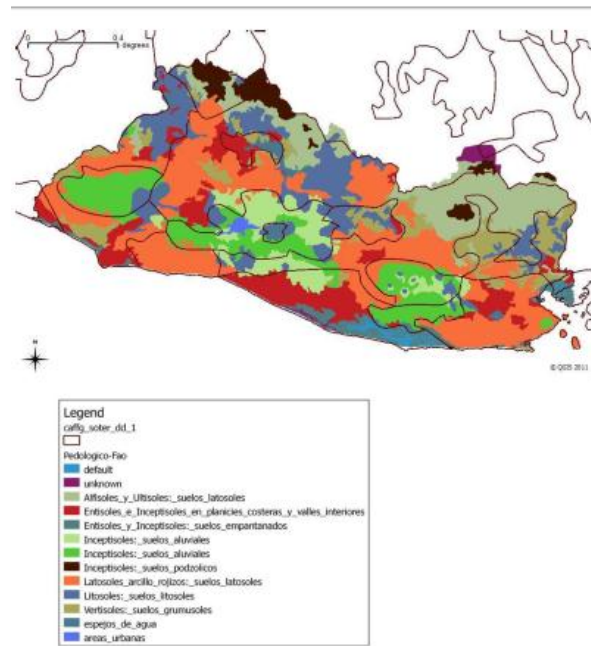 0 0.4
degrees
N
© QGIS 2011
Legend
caffg_soter_dd_1
Pedologico-Fao
default
unknown
Alfisoles_y_Ultisoles:_suelos_latosoles
Entisoles_e_Inceptisoles_en_planicies_costeras_y_valles_interiores
Entisoles_y_Inceptisoles:_suelos_empantanados
Inceptisoles:_suelos_aluviales
Inceptisoles:_suelos_aluviales
Inceptisoles:_suelos_podzolicos
Latosoles_arcillo_rojizos:_suelos_latosoles
Litosoles:_suelos_litosoles
Vertisoles:_suelos_grumusoles
espejos_de_agua
areas_urbanas